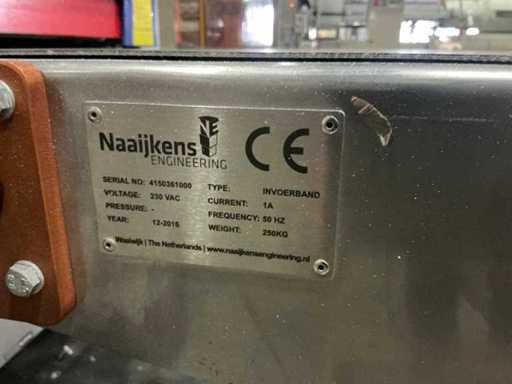 Naaijkens
ENGINEERING
CE
SERIAL NO: 4150361000
VOLTAGE: 230 VAC
PRESSURE: -
YEAR: 12-2016
TYPE: INVOERBAND
CURRENT: 1A
FREQUENCY: 50 HZ
WEIGHT: 250KG
Waalwijk | The Netherlands | www.naaijkensengineering.nl